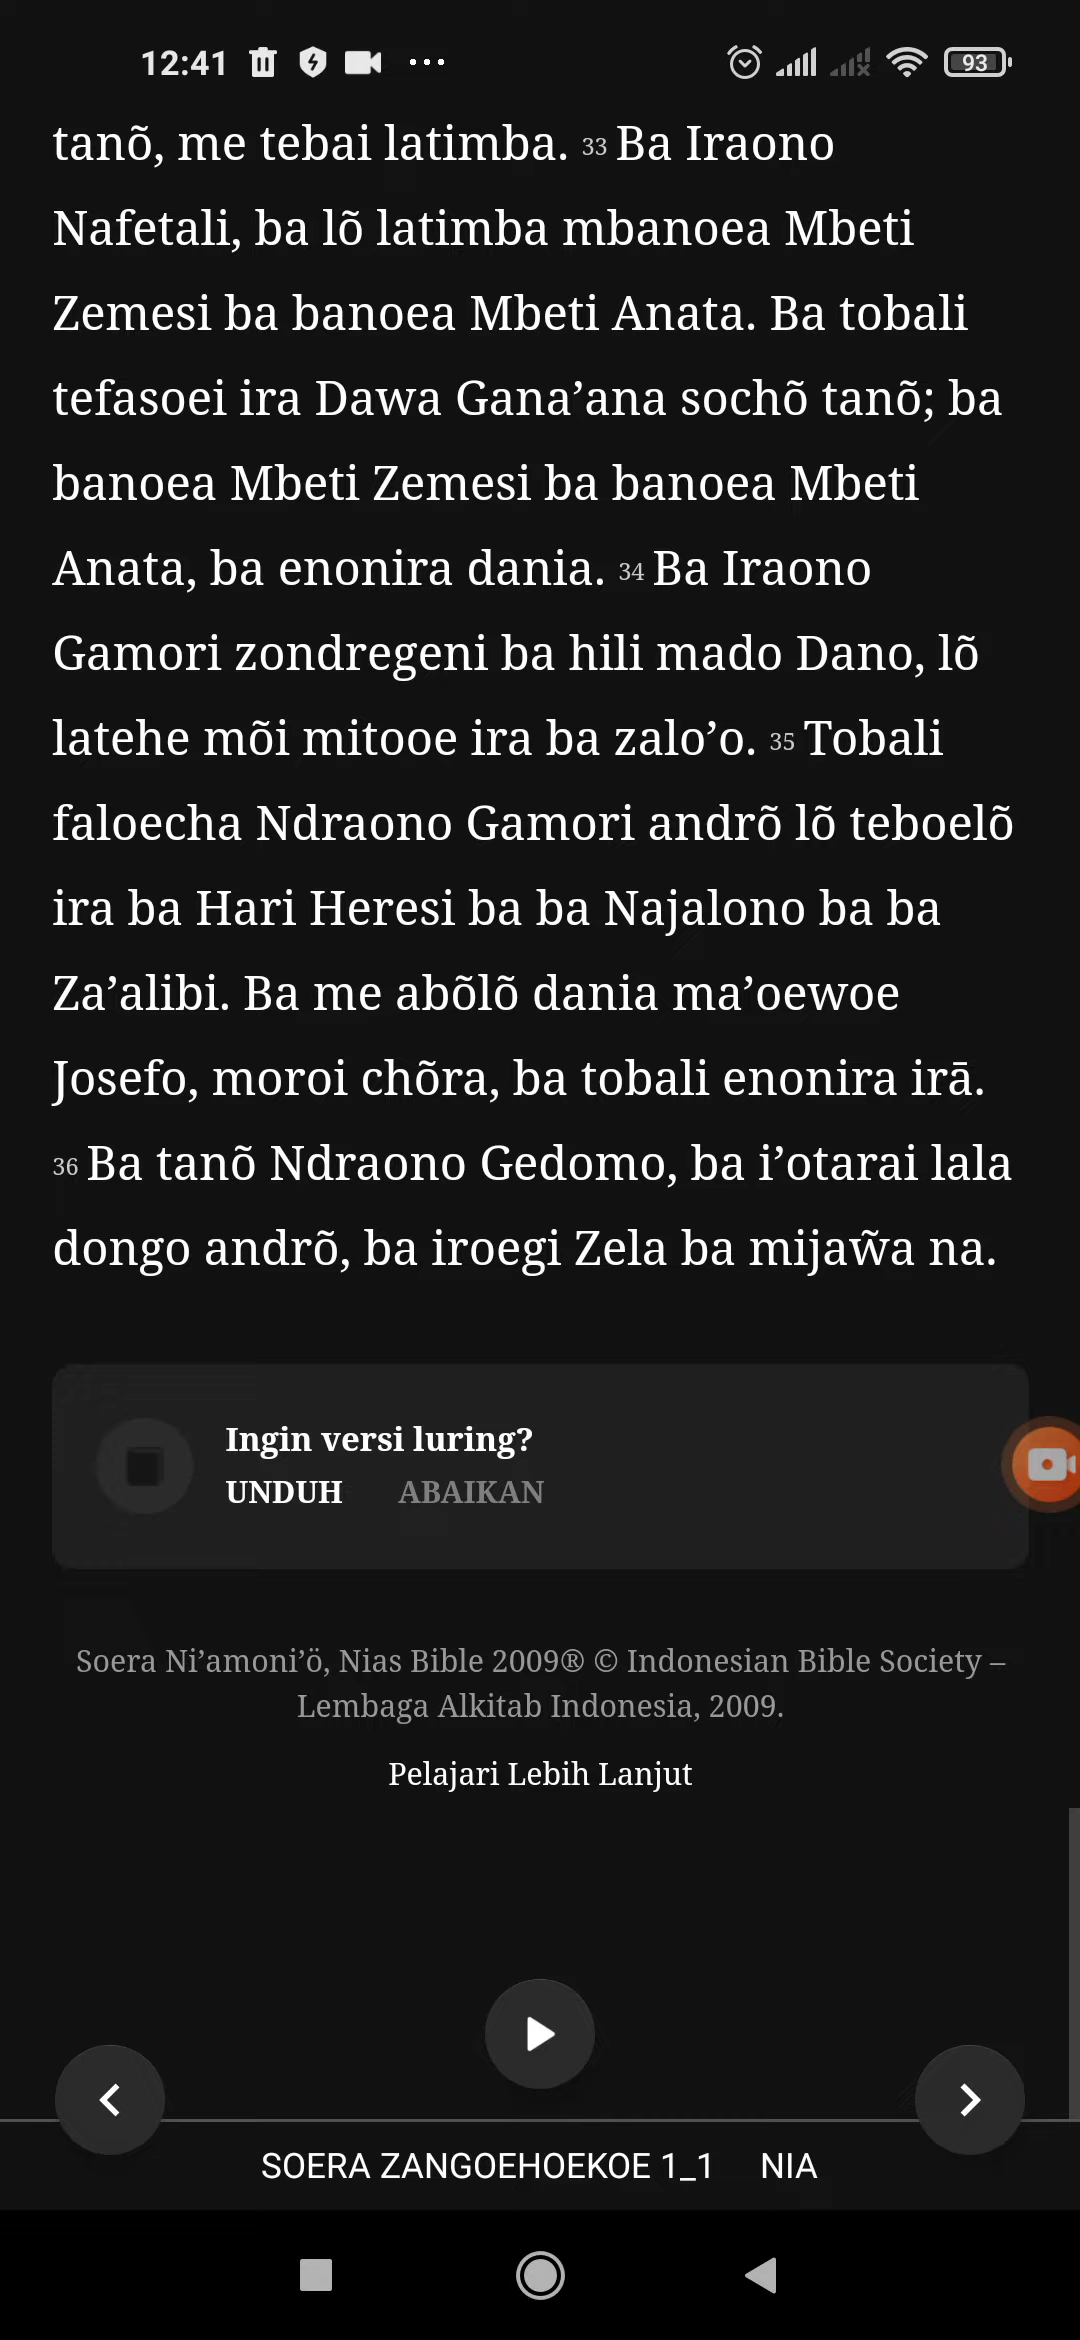 12:41
93
tanõ, me tebai latimba. 33 Ba Iraono
Nafetali, ba lõ latimba mbanoea Mbeti
Zemesi ba banoea Mbeti Anata. Ba tobali
tefasoei ira Dawa Gana’ana sochõ tanõ; ba
banoea Mbeti Zemesi ba banoea Mbeti
Anata, ba enonira dania. 34 Ba Iraono
Gamori zondregeni ba hili mado Dano, lõ
latehe mõi mitooe ira ba zalo’o. 35 Tobali
faloecha Ndraono Gamori andrõ lõ teboelõ
ira ba Hari Heresi ba ba Najalono ba ba
Za’alibi. Ba me abõlõ dania ma’oewoe
Josefo, moroi chõra, ba tobali enonira irā.
36 Ba tanõ Ndraono Gedomo, ba i’otarai lala
dongo andrõ, ba iroegi Zela ba mijaw̃a na.
Ingin versi luring?
UNDUH ABAIKAN
Soera Ni’amoni’ö, Nias Bible 2009® © Indonesian Bible Society –
Lembaga Alkitab Indonesia, 2009.
Pelajari Lebih Lanjut
SOERA ZANGOEHOEKOE 1_1 NIA